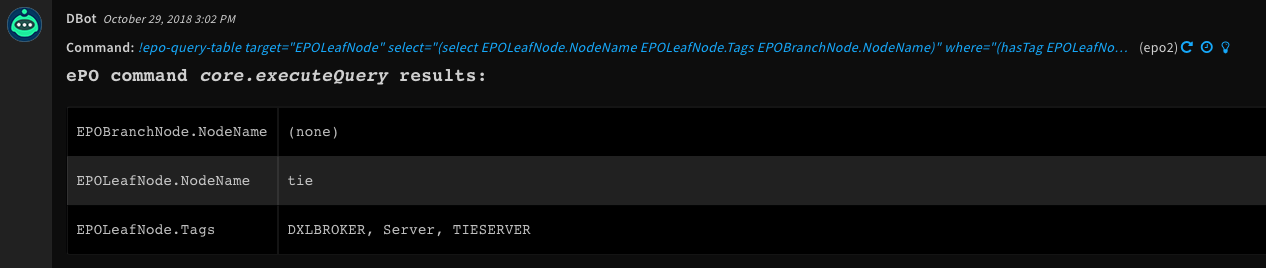 DBot October 29, 2018 3:02 PM
Command: !epo-query-table target="EPOLeafNode" select="(select EPOLeafNode.NodeName EPOLeafNode.Tags EPOBranchNode.NodeName)" where="(hasTag EPOLeafNo... (epo2)
ePO command core.executeQuery results:
EPOBranchNode.NodeName (none)
EPOLeafNode.NodeName tie
EPOLeafNode.Tags DXLBROKER, Server, TIESERVER